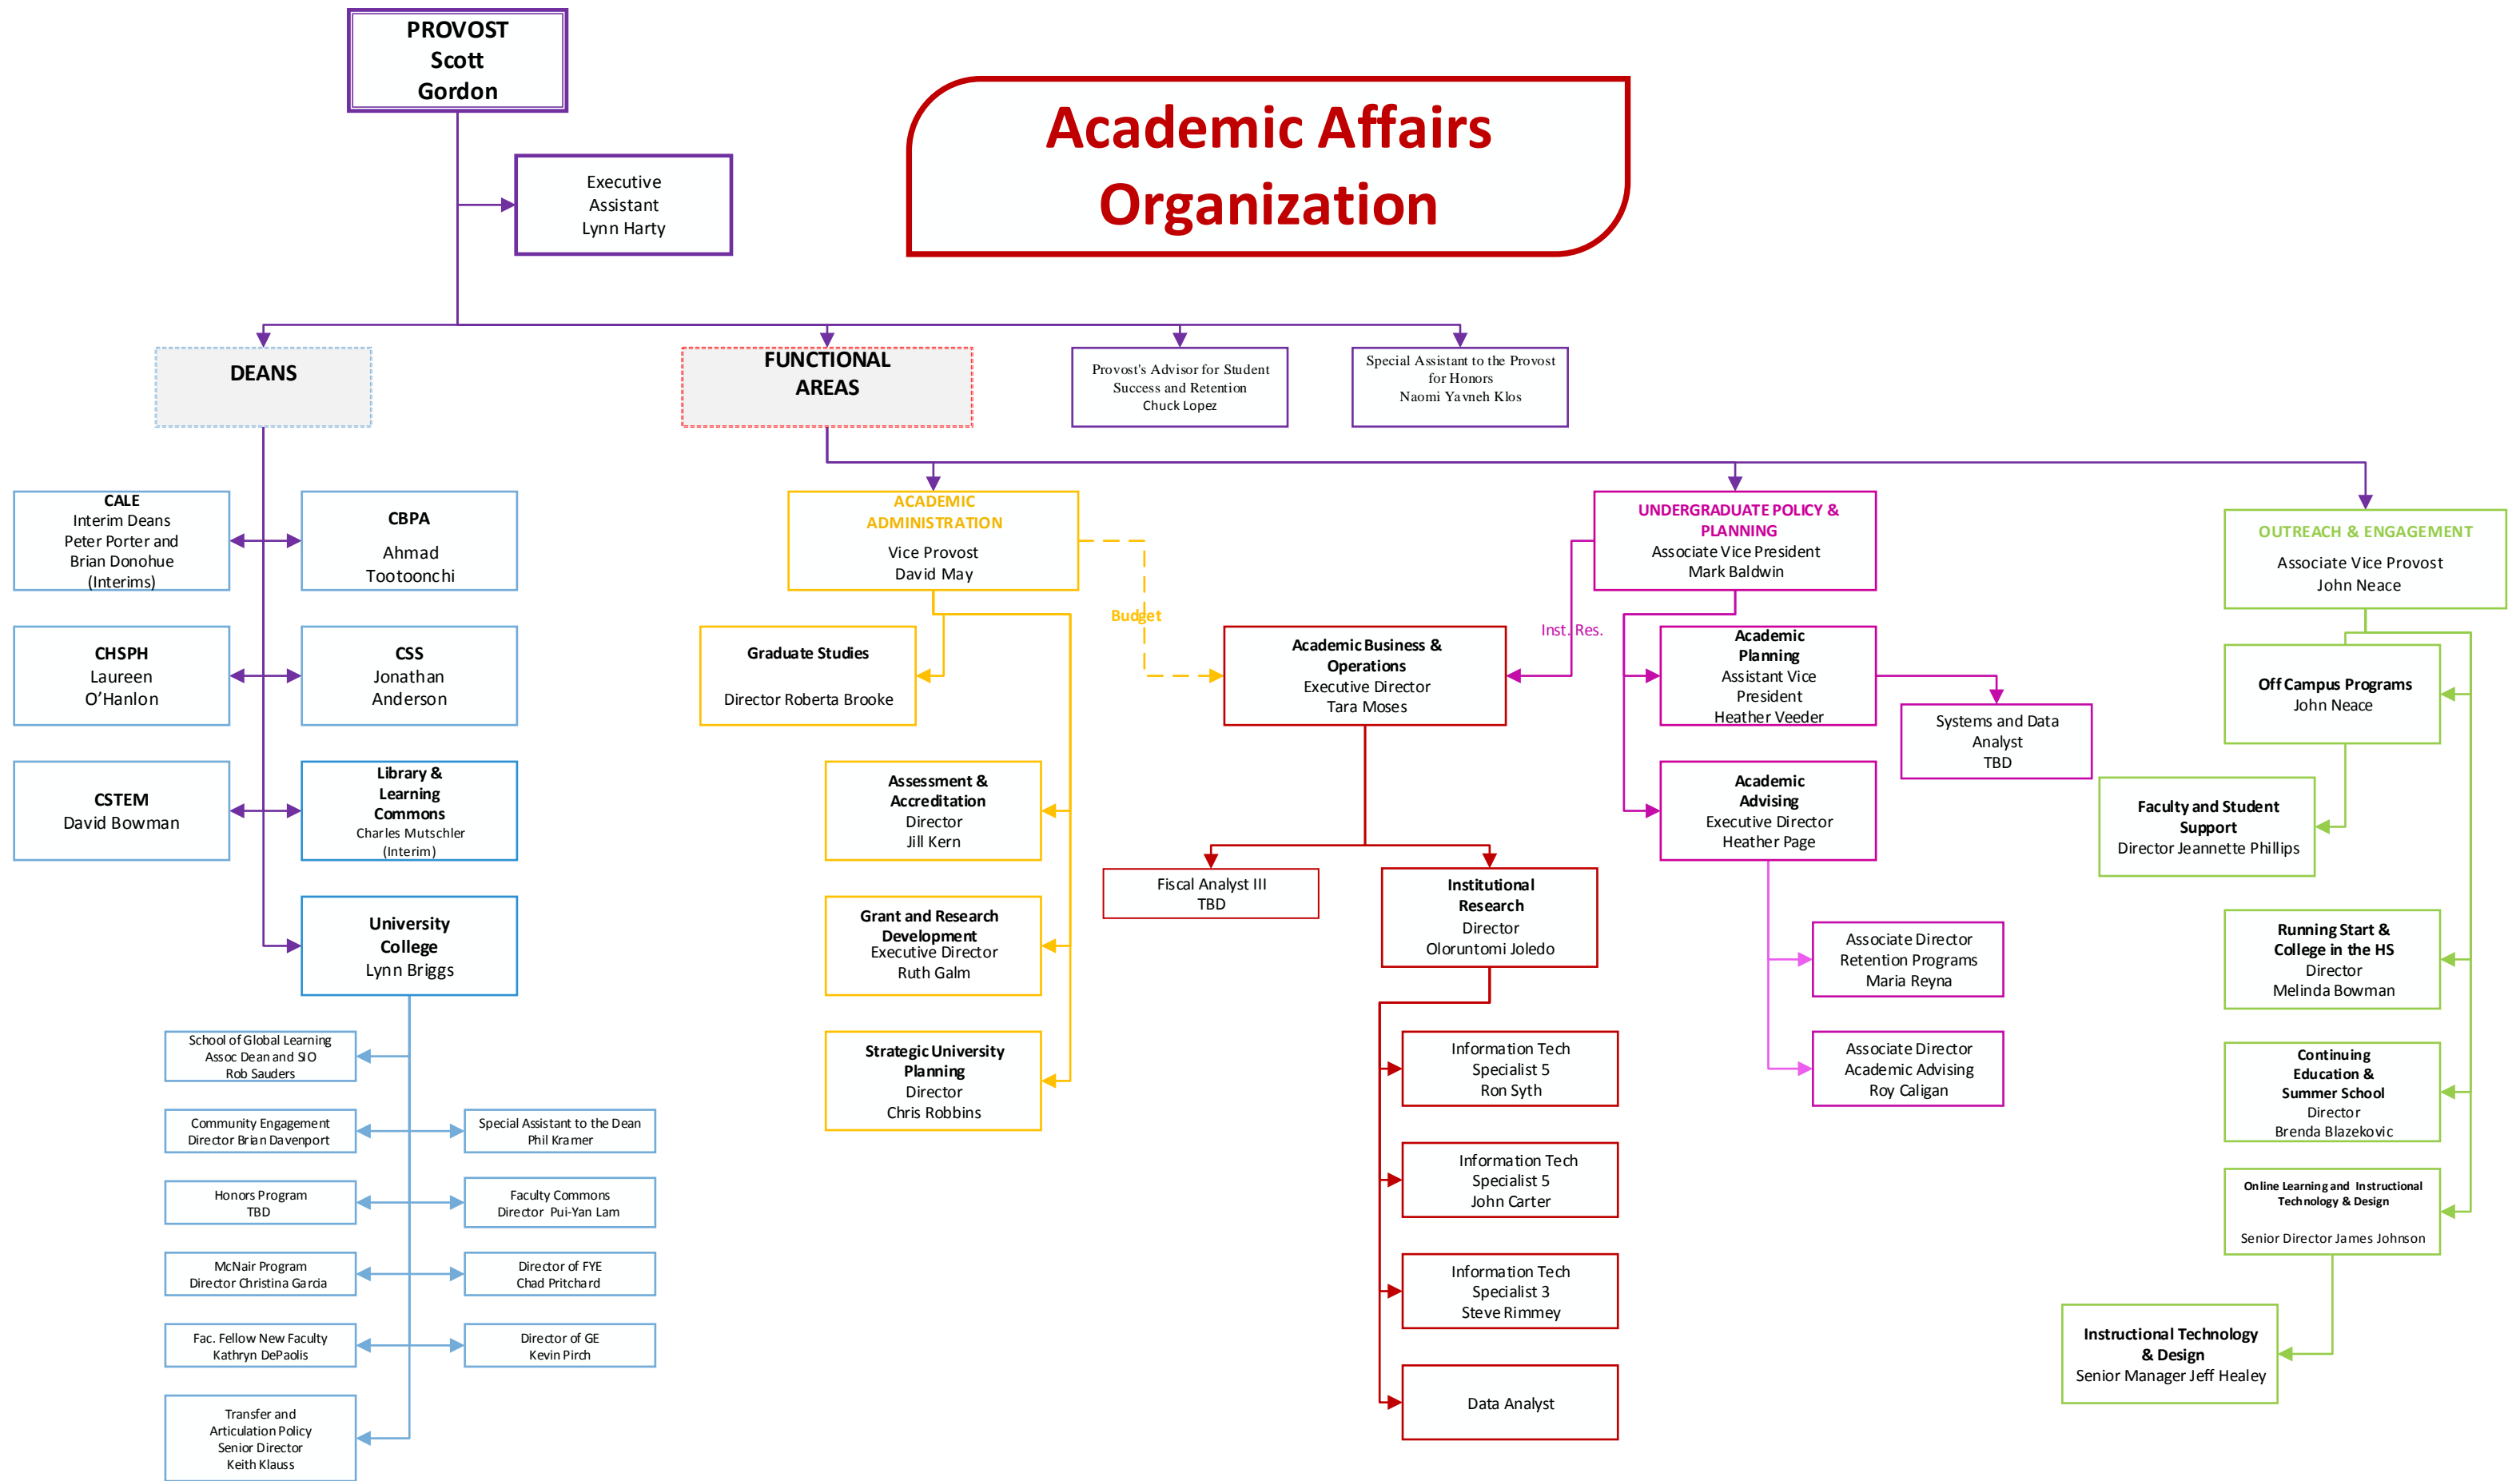 PROVOST
Scott
Gordon
Academic Affairs
Organization
Executive
Assistant
Lynn Harty
DEANS
FUNCTIONAL
AREAS
Provost's Advisor for Student
Success and Retention
Chuck Lopez
Special Assistant to the Provost
for Honors
Naomi Yavneh Klos
CALE
Interim Deans
Peter Porter and
Brian Donohue
(Interims)
CBPA
Ahmad
Tootoonchi
CHSPH
Laureen
O’Hanlon
CSS
Jonathan
Anderson
CSTEM
David Bowman
Library &
Learning
Commons
Charles Mutschler
(Interim)
University
College
Lynn Briggs
School of Global Learning
Assoc Dean and SIO
Rob Sauders
Community Engagement
Director Brian Davenport
Special Assistant to the Dean
Phil Kramer
Honors Program
TBD
Faculty Commons
Director Pui-Yan Lam
McNair Program
Director Christina Garcia
Director of FYE
Chad Pritchard
Fac. Fellow New Faculty
Kathryn DePaolis
Director of GE
Kevin Pirch
Transfer and
Articulation Policy
Senior Director
Keith Klauss
ACADEMIC
ADMINISTRATION
Vice Provost
David May
Budget
Graduate Studies
Director Roberta Brooke
Assessment &
Accreditation
Director
Jill Kern
Grant and Research
Development
Executive Director
Ruth Galm
Strategic University
Planning
Director
Chris Robbins
Academic Business &
Operations
Executive Director
Tara Moses
Fiscal Analyst III
TBD
Institutional
Research
Director
Oloruntomi Joledo
Information Tech
Specialist 5
Ron Syth
Information Tech
Specialist 5
John Carter
Information Tech
Specialist 3
Steve Rimmey
Data Analyst
UNDERGRADUATE POLICY &
PLANNING
Associate Vice President
Mark Baldwin
Inst. Res.
Academic
Planning
Assistant Vice
President
Heather Veeder
Systems and Data
Analyst
TBD
Academic
Advising
Executive Director
Heather Page
Associate Director
Retention Programs
Maria Reyna
Associate Director
Academic Advising
Roy Caligan
OUTREACH & ENGAGEMENT
Associate Vice Provost
John Neace
Off Campus Programs
John Neace
Faculty and Student
Support
Director Jeannette Phillips
Running Start &
College in the HS
Director
Melinda Bowman
Continuing
Education &
Summer School
Director
Brenda Blazekovic
Online Learning and Instructional
Technology & Design
Senior Director James Johnson
Instructional Technology
& Design
Senior Manager Jeff Healey